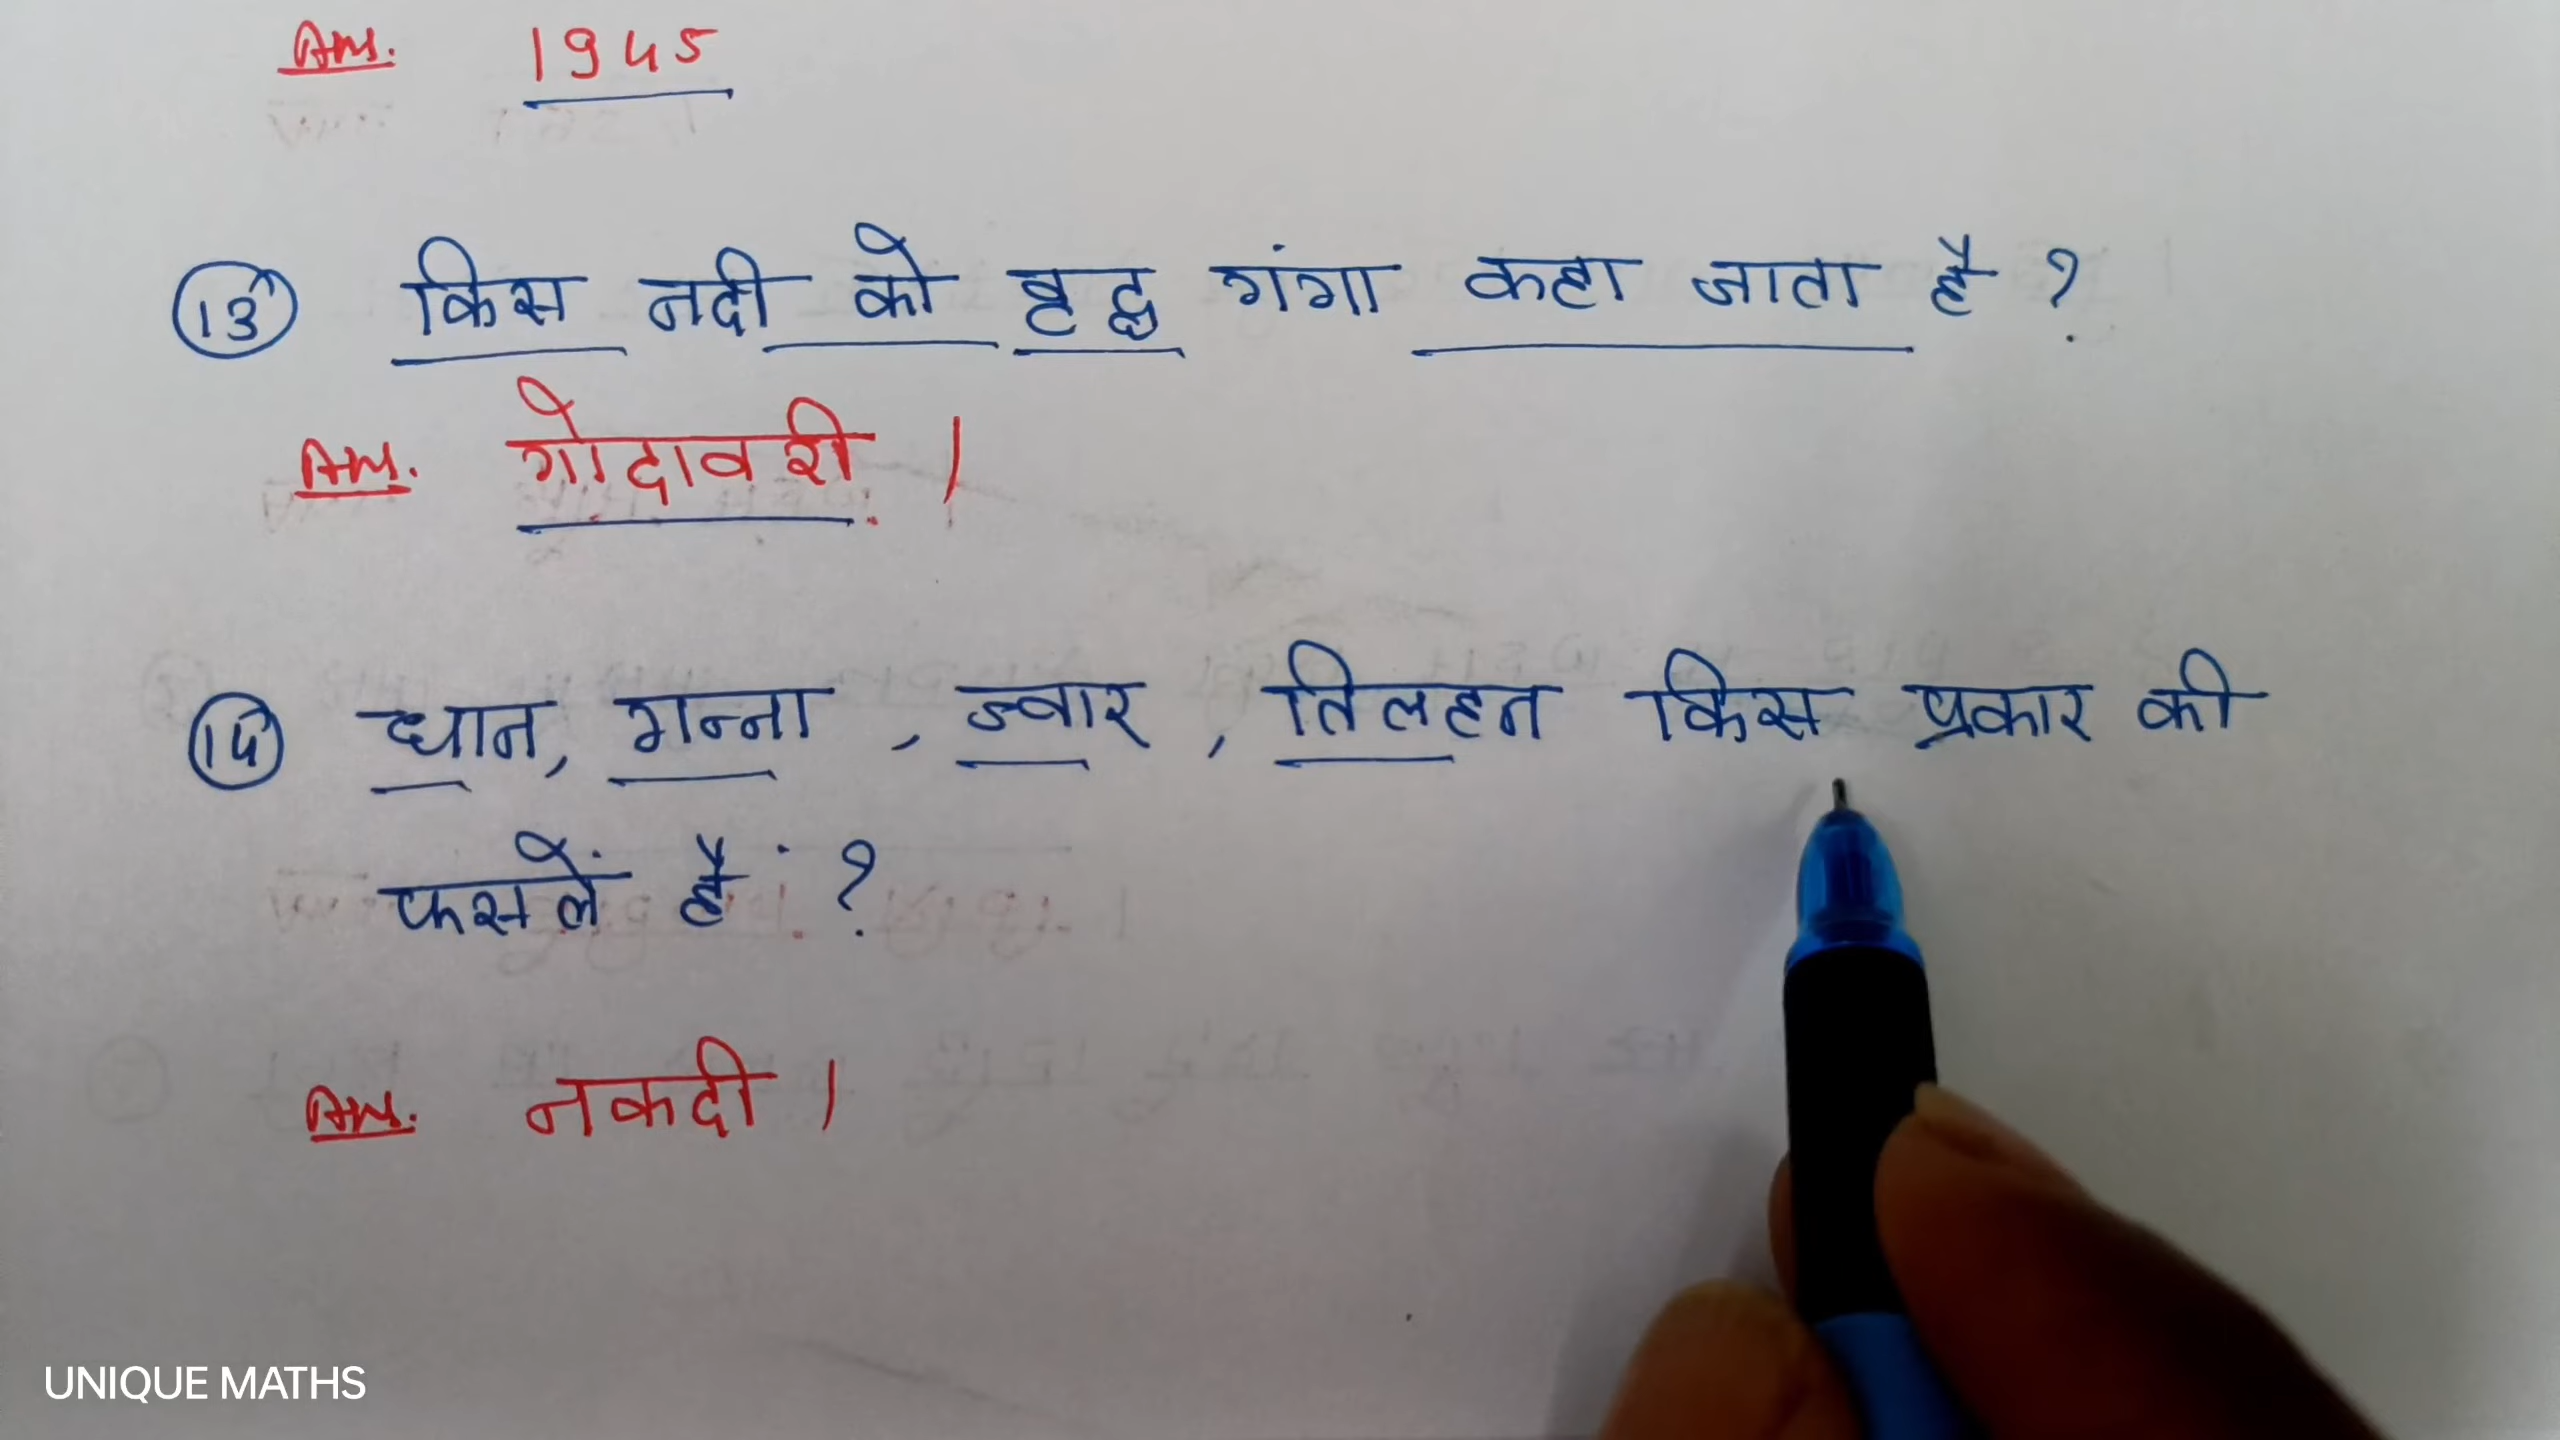 Ans. 1945
13 किस नदी को वृद्ध गंगा कहा जाता है ?
Ans. गोदावरी ।
14 धान, गन्ना , ज्वार , तिलहन किस प्रकार की
फसलें हैं ?
Ans. नकदी ।
UNIQUE MATHS